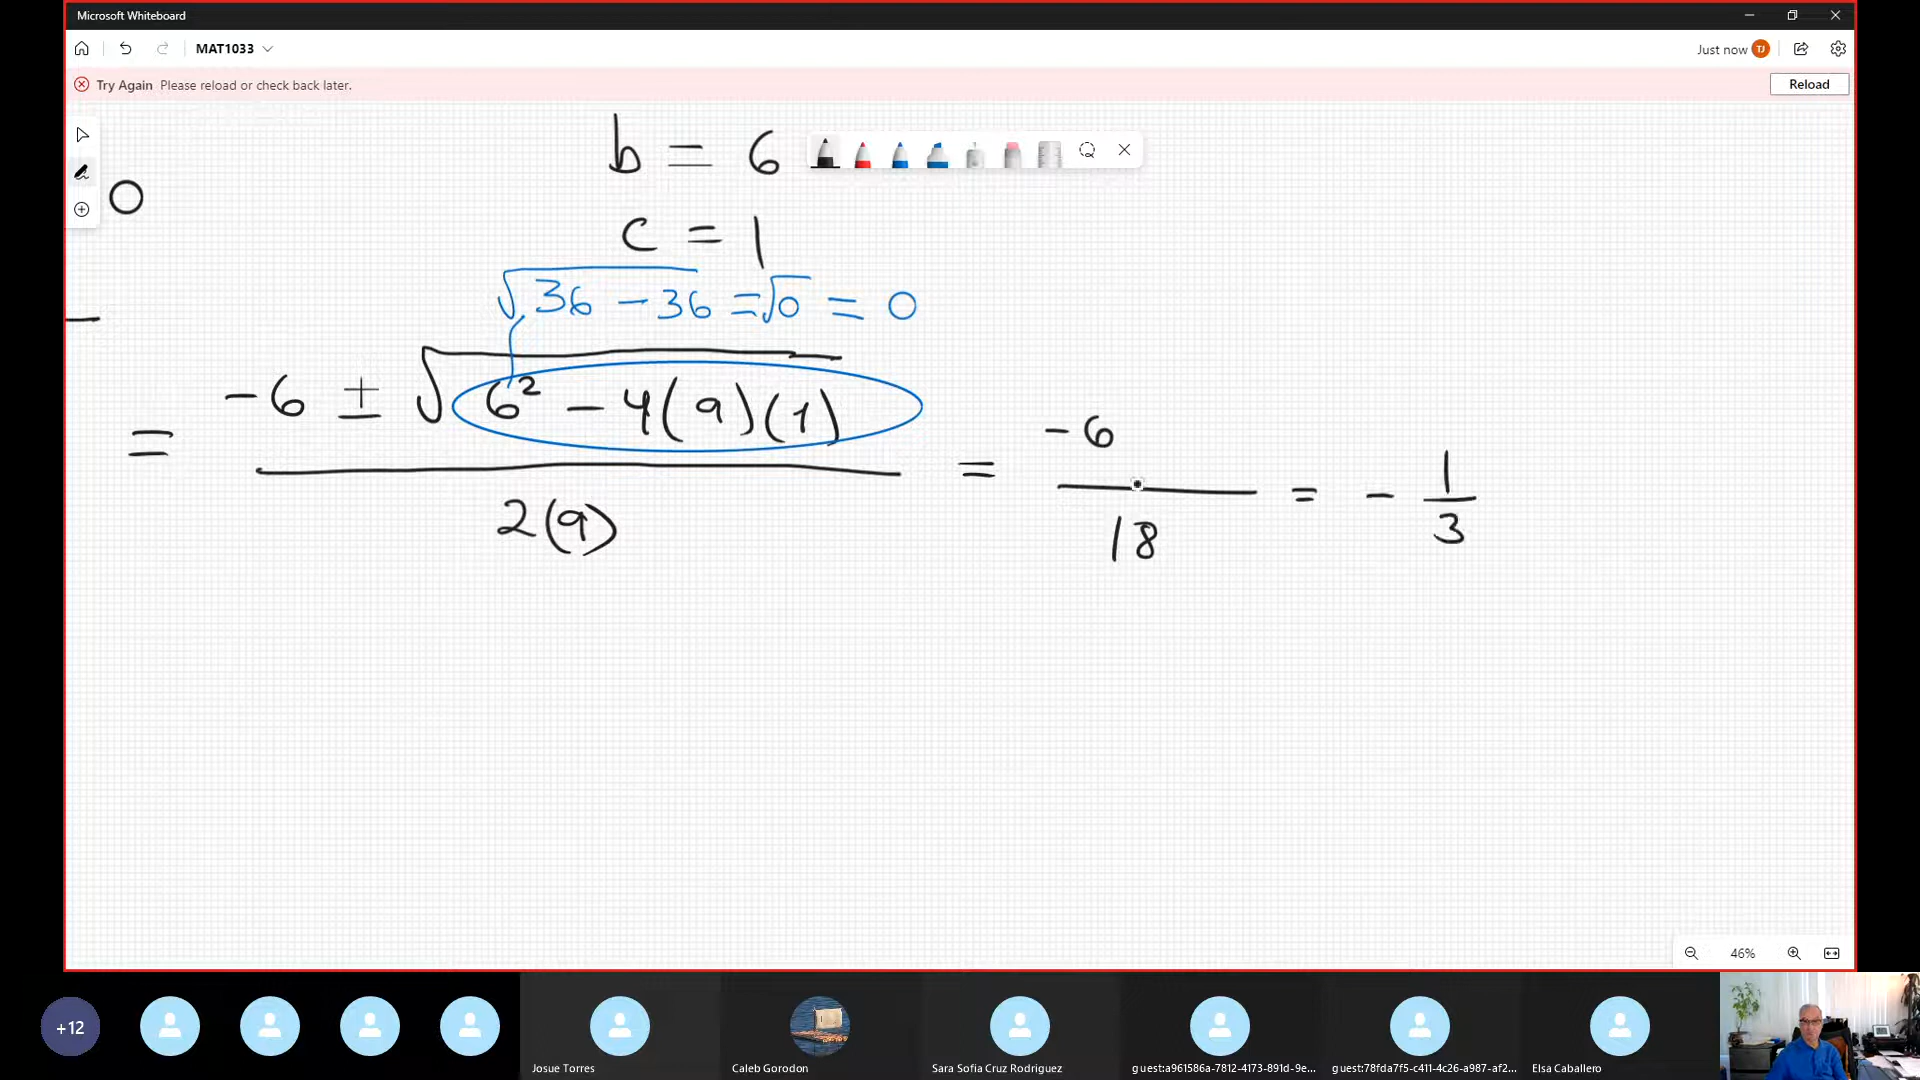 Microsoft Whiteboard
MAT1033
Just now TJ
Try Again Please reload or check back later.
Reload
b = 6
0
c = 1
√36 - 36 = √0 = 0
-
= -6 ± √6² - 4(9)(1) / 2(9) = -6 / 18 = - 1/3
46%
+12
Josue Torres
Caleb Gorodon
Sara Sofia Cruz Rodriguez
guest:a961586a-7812-4173-891d-9e...
guest:78fda7f5-c411-4c26-a987-af2...
Elsa Caballero